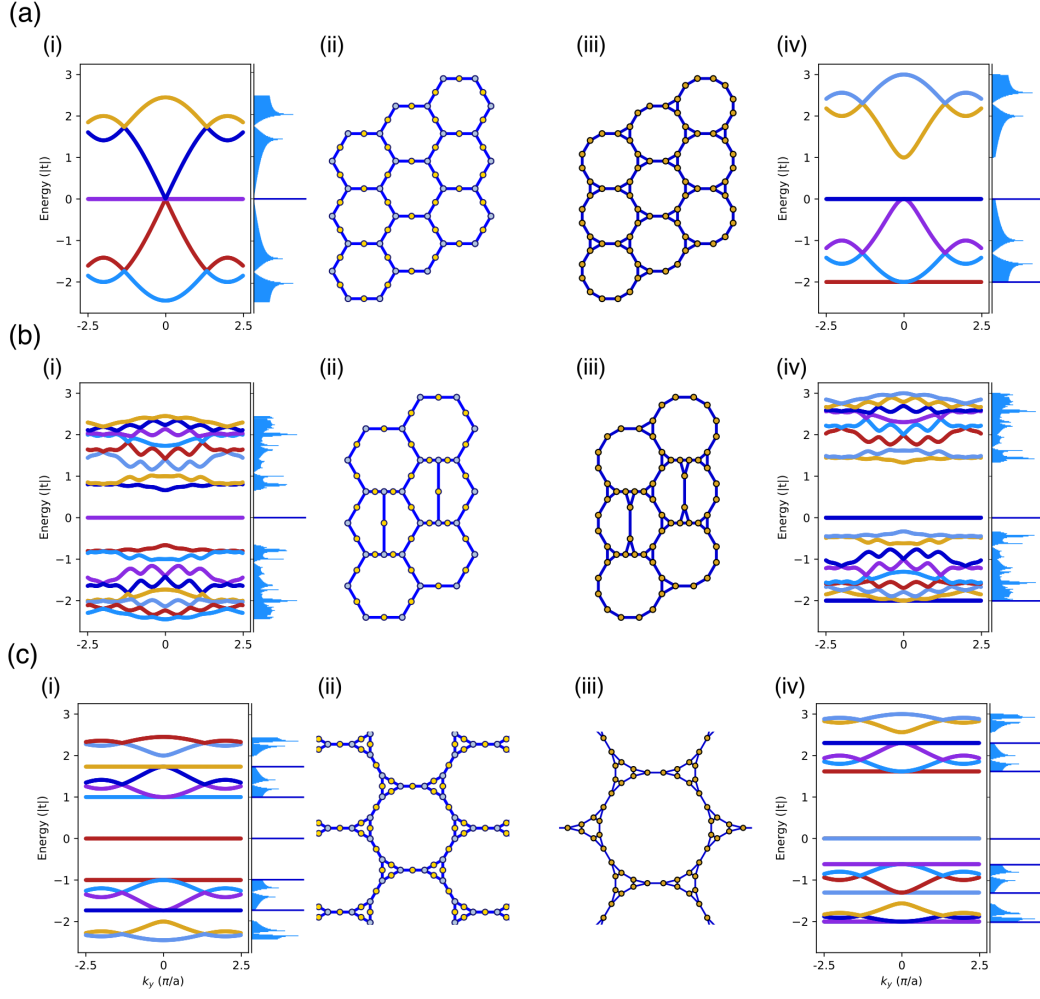 (a)
(i)
(ii)
(iii)
(iv)
Energy (|t|)
3
2
1
0
−1
−2
-2.5
0
2.5
Energy (|t|)
3
2
1
0
−1
−2
-2.5
0
2.5
(b)
(i)
(ii)
(iii)
(iv)
Energy (|t|)
3
2
1
0
−1
−2
-2.5
0
2.5
Energy (|t|)
3
2
1
0
−1
−2
-2.5
0
2.5
(c)
(i)
(ii)
(iii)
(iv)
Energy (|t|)
3
2
1
0
−1
−2
-2.5
0
2.5
k_y (π/a)
Energy (|t|)
3
2
1
0
−1
−2
-2.5
0
2.5
k_y (π/a)